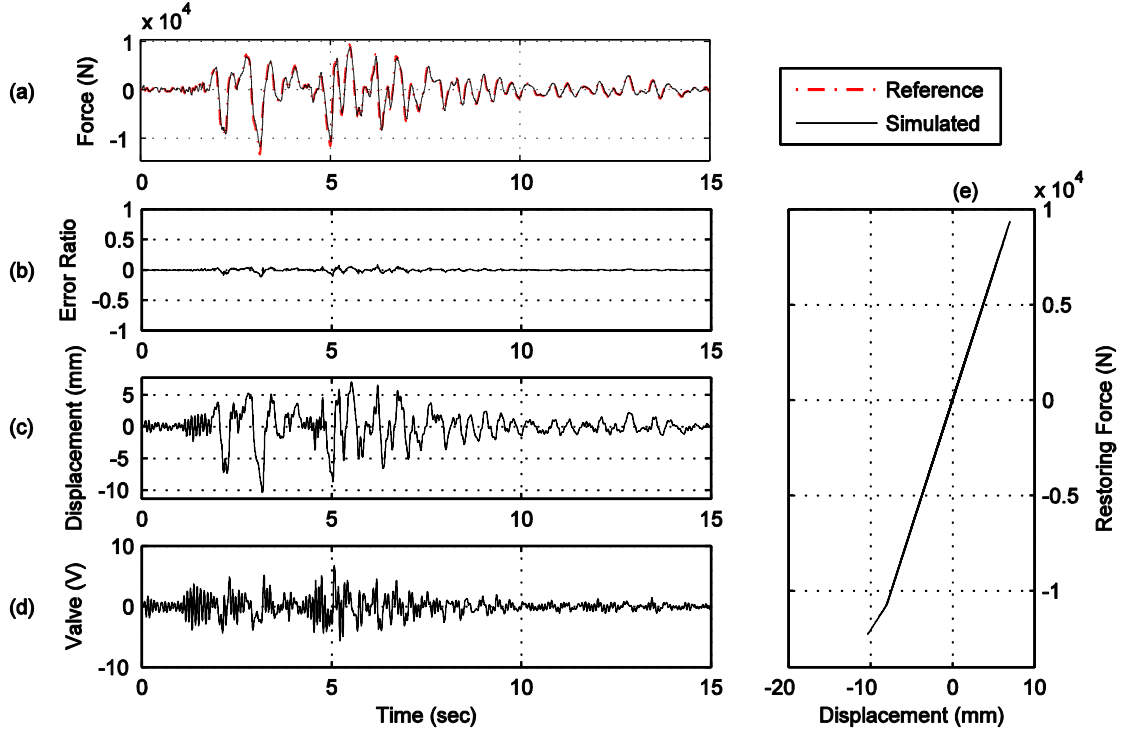 x 10^4
(a)
Force (N)
1
0
-1
0 5 10 15
Reference
Simulated
(b)
Error Ratio
1
0.5
0
-0.5
-1
0 5 10 15
(c)
Displacement (mm)
5
0
-5
-10
0 5 10 15
(d)
Valve (V)
10
0
-10
0 5 10 15
Time (sec)
(e)
x 10^4
1
0.5
0
-0.5
-1
Restoring Force (N)
-20 -10 0 10
Displacement (mm)